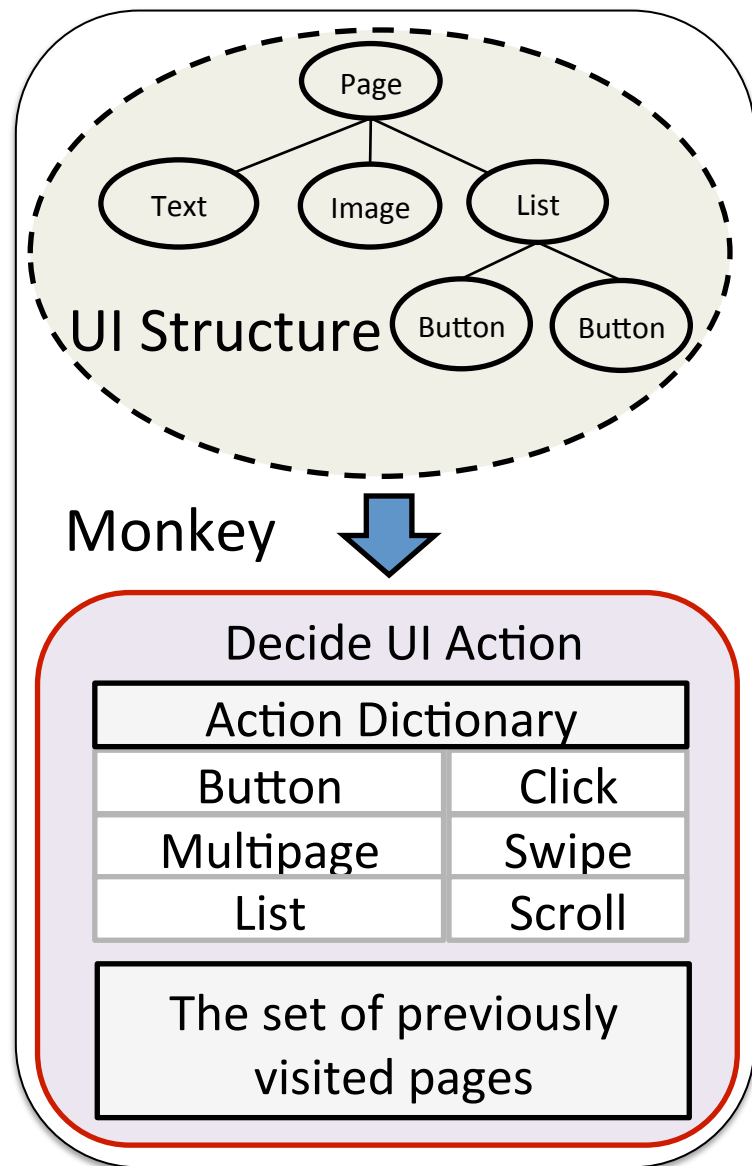 Page
Text
Image
List
UI Structure
Button
Button
Monkey
Decide UI Action
Action Dictionary
Button
Click
Multipage
Swipe
List
Scroll
The set of previously
visited pages